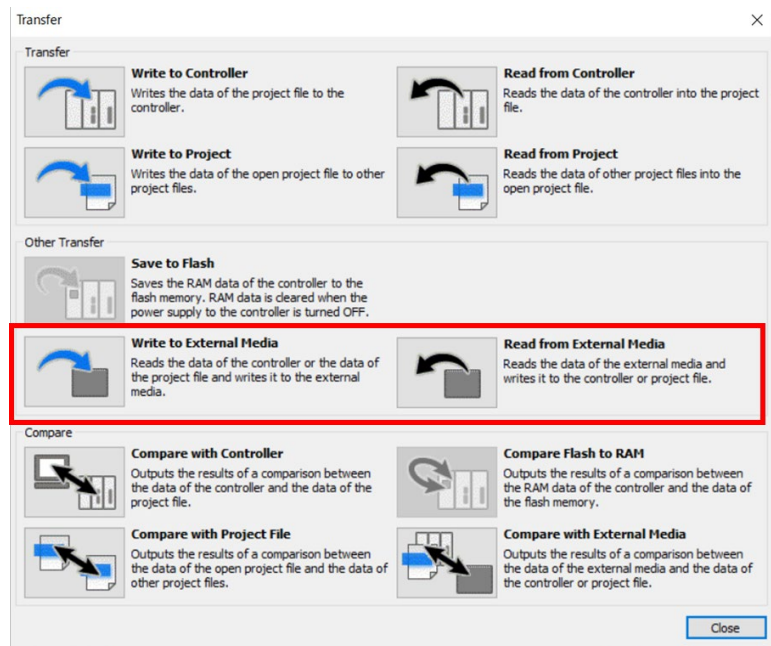 Transfer
Transfer
Write to Controller
Writes the data of the project file to the
controller.
Read from Controller
Reads the data of the controller into the project
file.
Write to Project
Writes the data of the open project file to other
project files.
Read from Project
Reads the data of other project files into the
open project file.
Other Transfer
Save to Flash
Saves the RAM data of the controller to the
flash memory. RAM data is cleared when the
power supply to the controller is turned OFF.
Write to External Media
Reads the data of the controller or the data of
the project file and writes it to the external
media.
Read from External Media
Reads the data of the external media and
writes it to the controller or project file.
Compare
Compare with Controller
Outputs the results of a comparison between
the data of the controller and the data of the
project file.
Compare Flash to RAM
Outputs the results of a comparison between
the RAM data of the controller and the data of
the flash memory.
Compare with Project File
Outputs the results of a comparison between
the data of the open project file and the data of
other project files.
Compare with External Media
Outputs the results of a comparison between
the data of the external media and the data of
the controller or project file.
Close